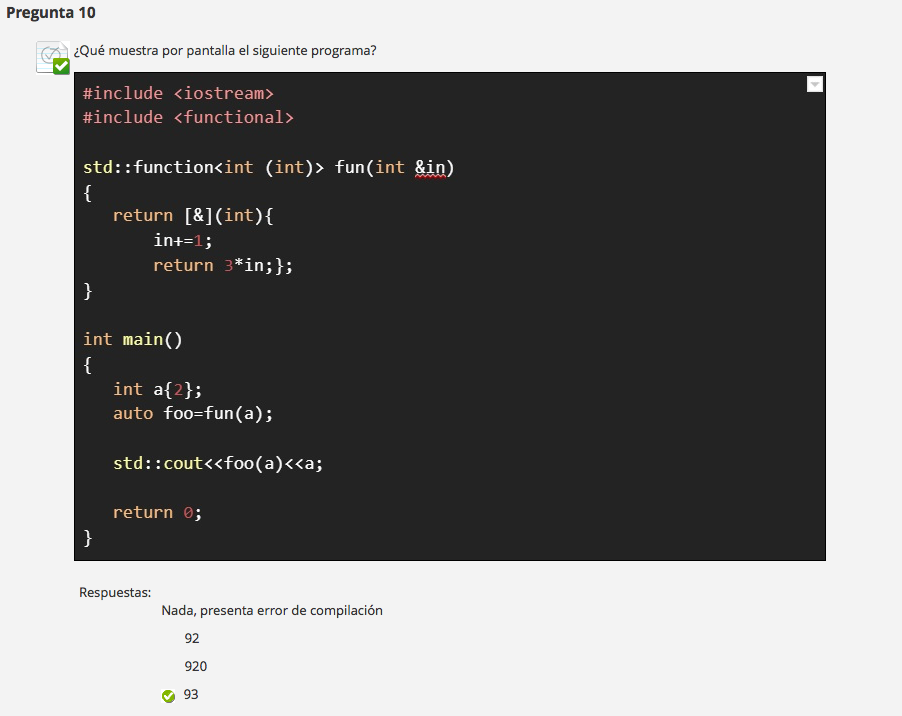 Pregunta 10
¿Qué muestra por pantalla el siguiente programa?
#include <iostream>
#include <functional>
std::function<int (int)> fun(int &in)
{
return [&](int){
in+=1;
return 3*in;};
}
int main()
{
int a{2};
auto foo=fun(a);
std::cout<<foo(a)<<a;
return 0;
}
Respuestas:
Nada, presenta error de compilación
92
920
93